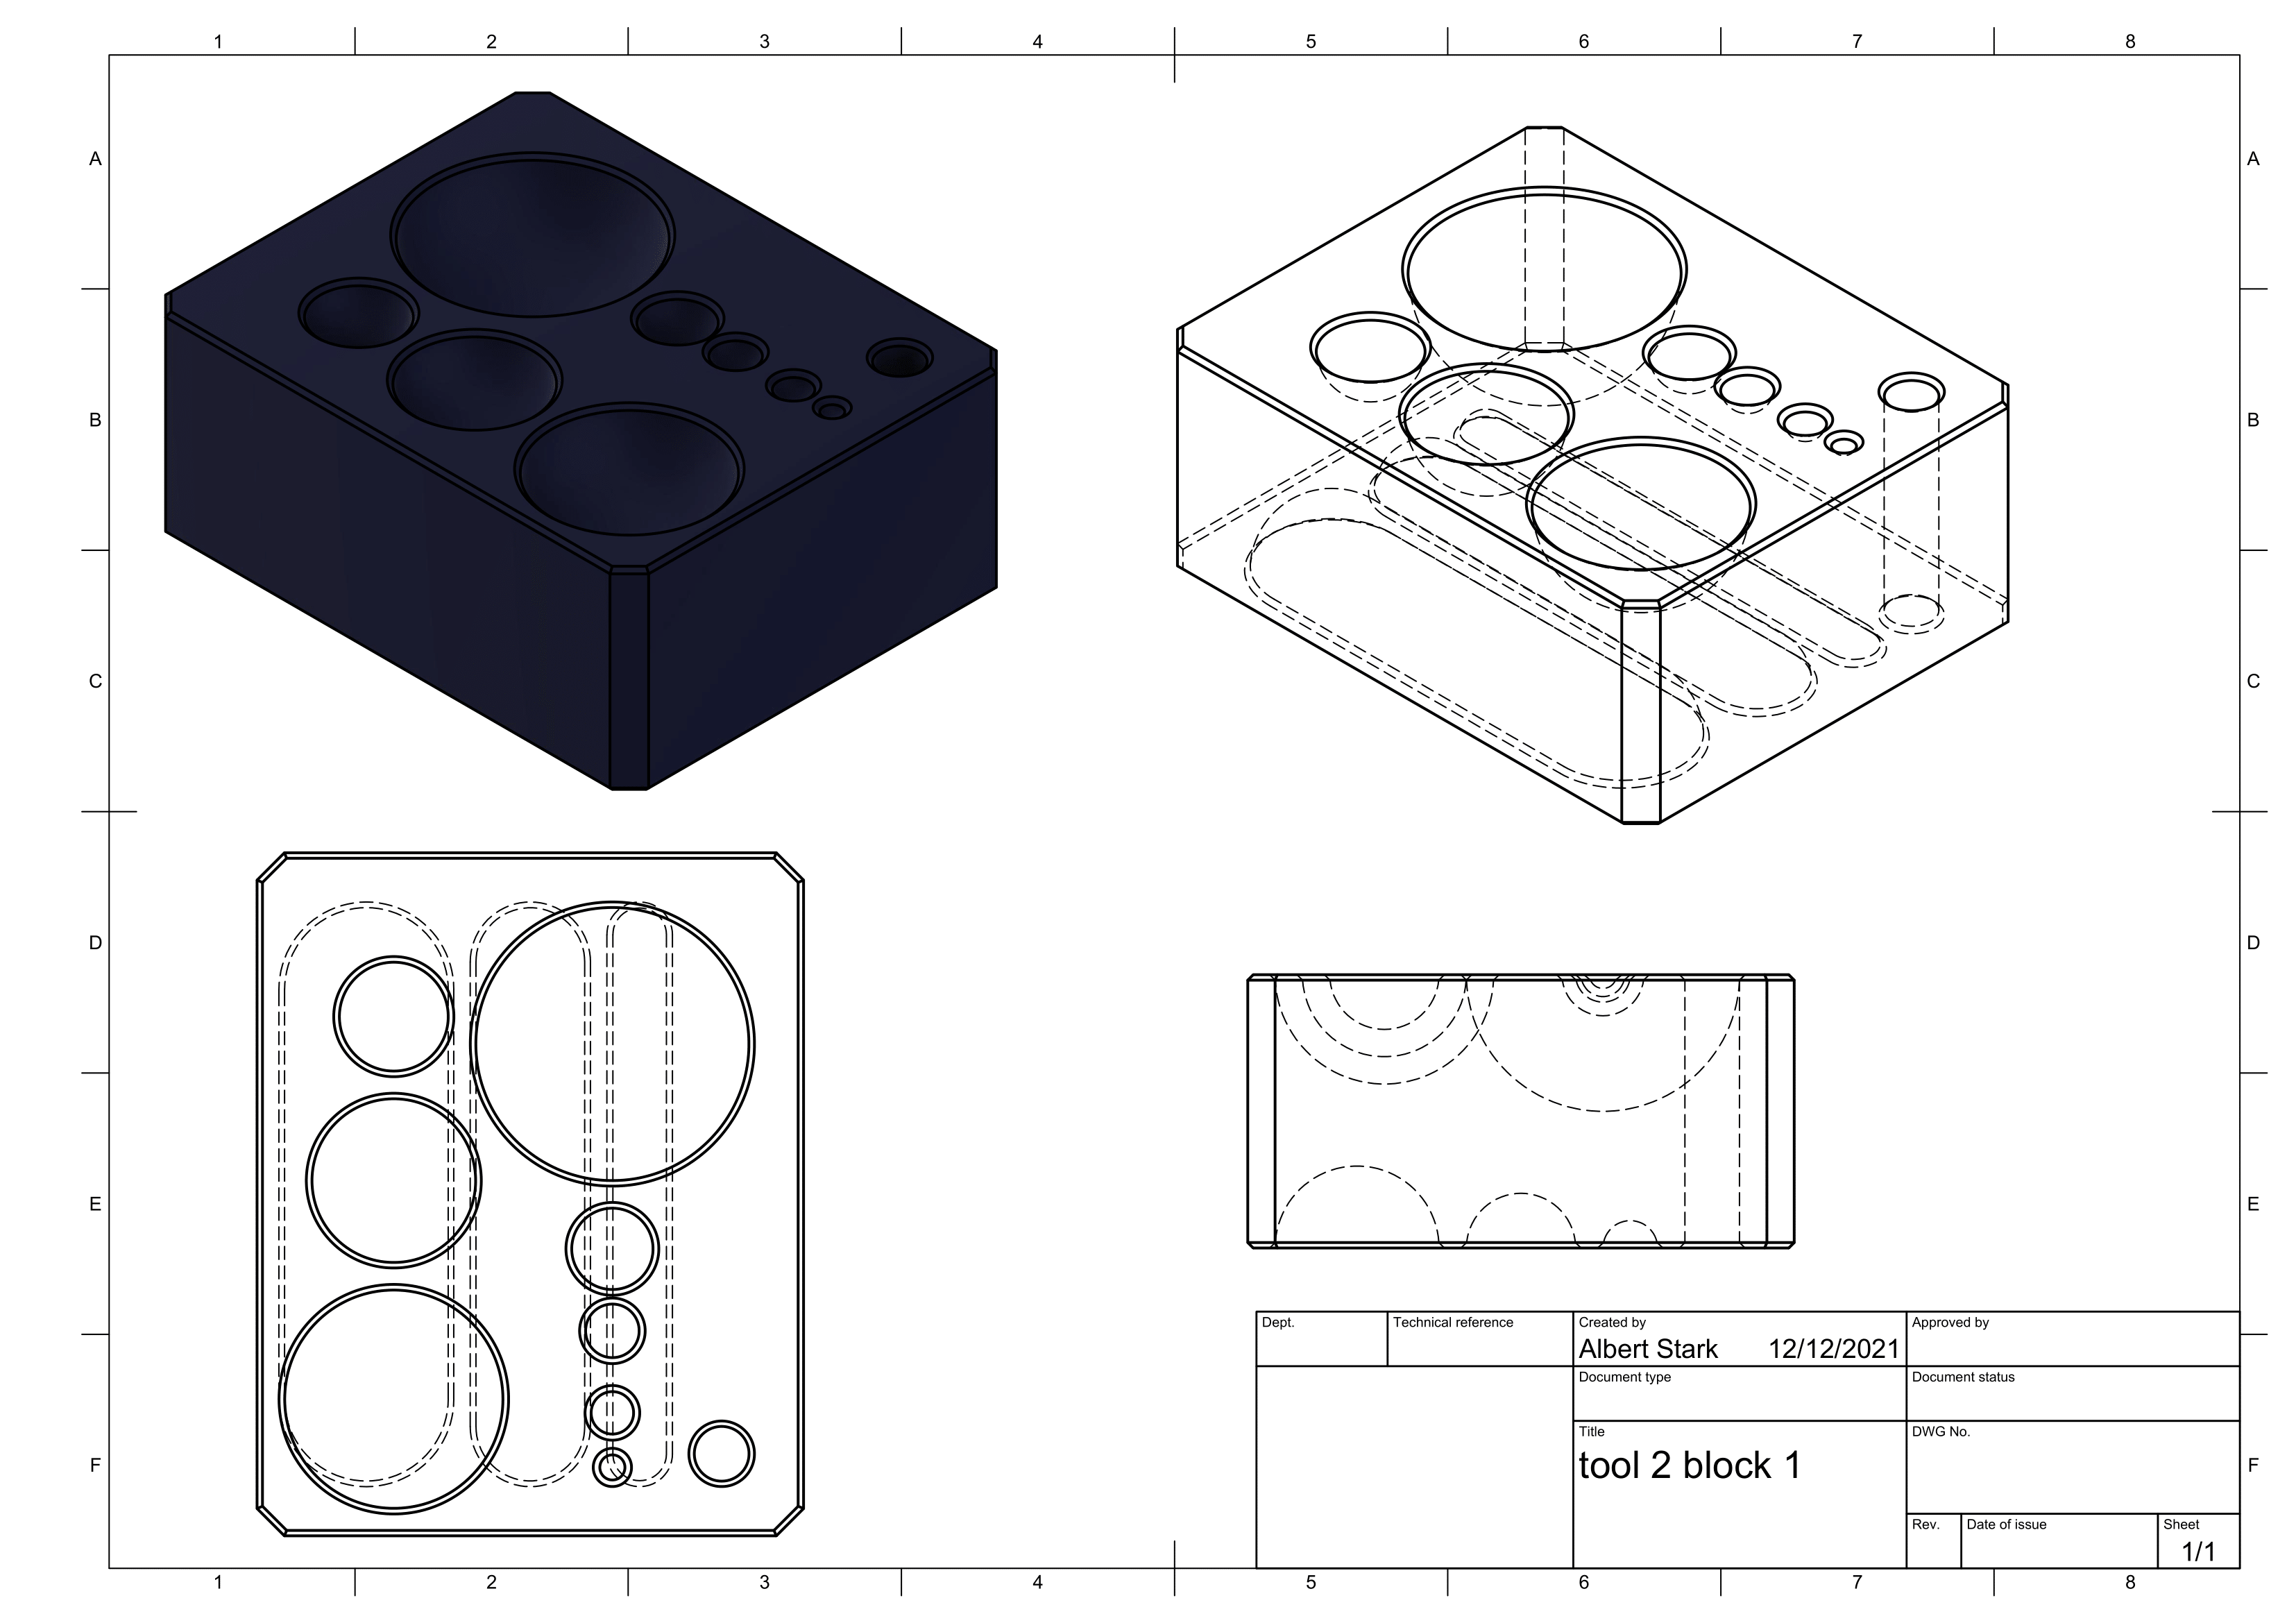 1 2 3 4 5 6 7 8
A A
B B
C C
D D
E E
F F
Dept. Technical reference Created by Approved by
Albert Stark 12/12/2021
Document type Document status
Title DWG No.
tool 2 block 1
Rev. Date of issue Sheet
1/1
1 2 3 4 5 6 7 8